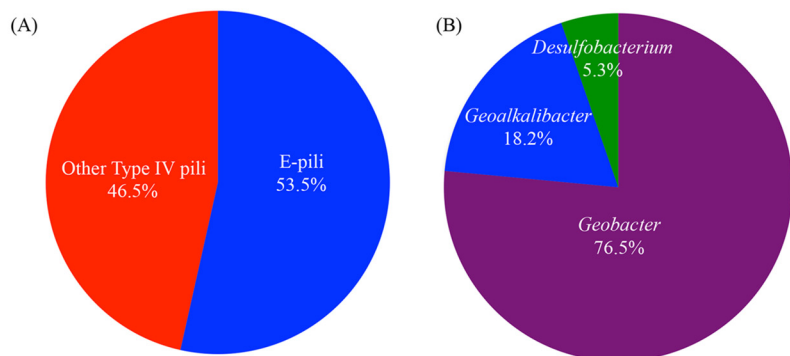 (A)
Other Type IV pili
46.5%
E-pili
53.5%
(B)
Desulfobacterium
5.3%
Geoalkalibacter
18.2%
Geobacter
76.5%